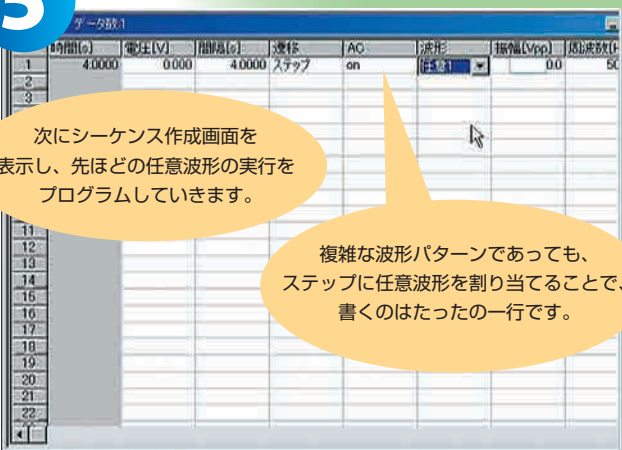 5
データ数:1
時間[s] 電圧[V] 間隔[s] 遷移 AC 波形 振幅[Vpp] 周波数[H
1 4.0000 0.000 4.0000 ステップ on 任意1 0.0 50
2
3
次にシーケンス作成画面を
表示し、先ほどの任意波形の実行を
プログラムしていきます。
11
12
13
14
15
16
17
18
19
20
21
22
複雑な波形パターンであっても、
ステップに任意波形を割り当てることで、
書くのはたったの一行です。